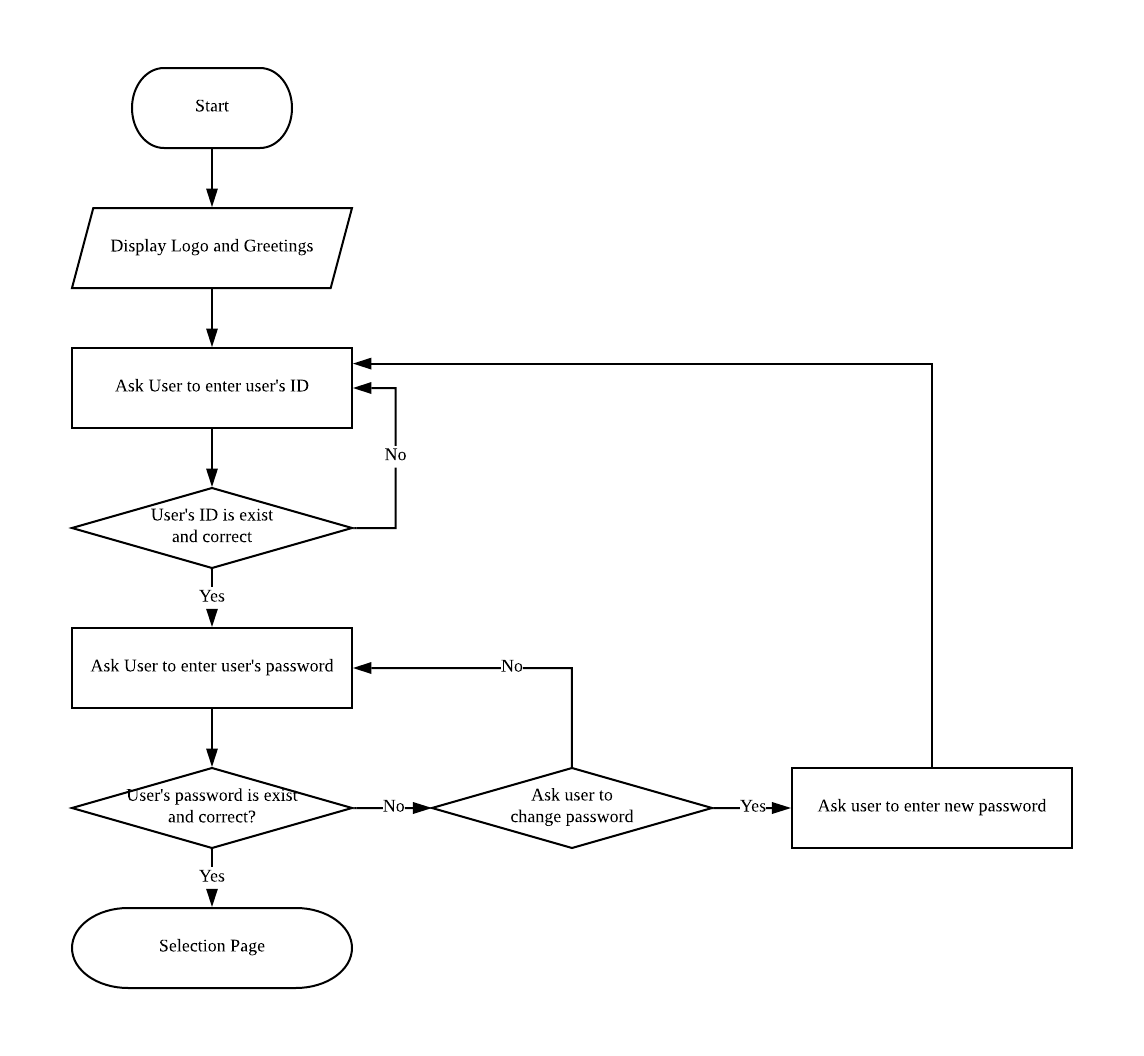 Start
Display Logo and Greetings
Ask User to enter user's ID
No
User's ID is exist
and correct
Yes
Ask User to enter user's password
No
User's password is exist
and correct?
No
Ask user to
change password
Yes
Ask user to enter new password
Yes
Selection Page